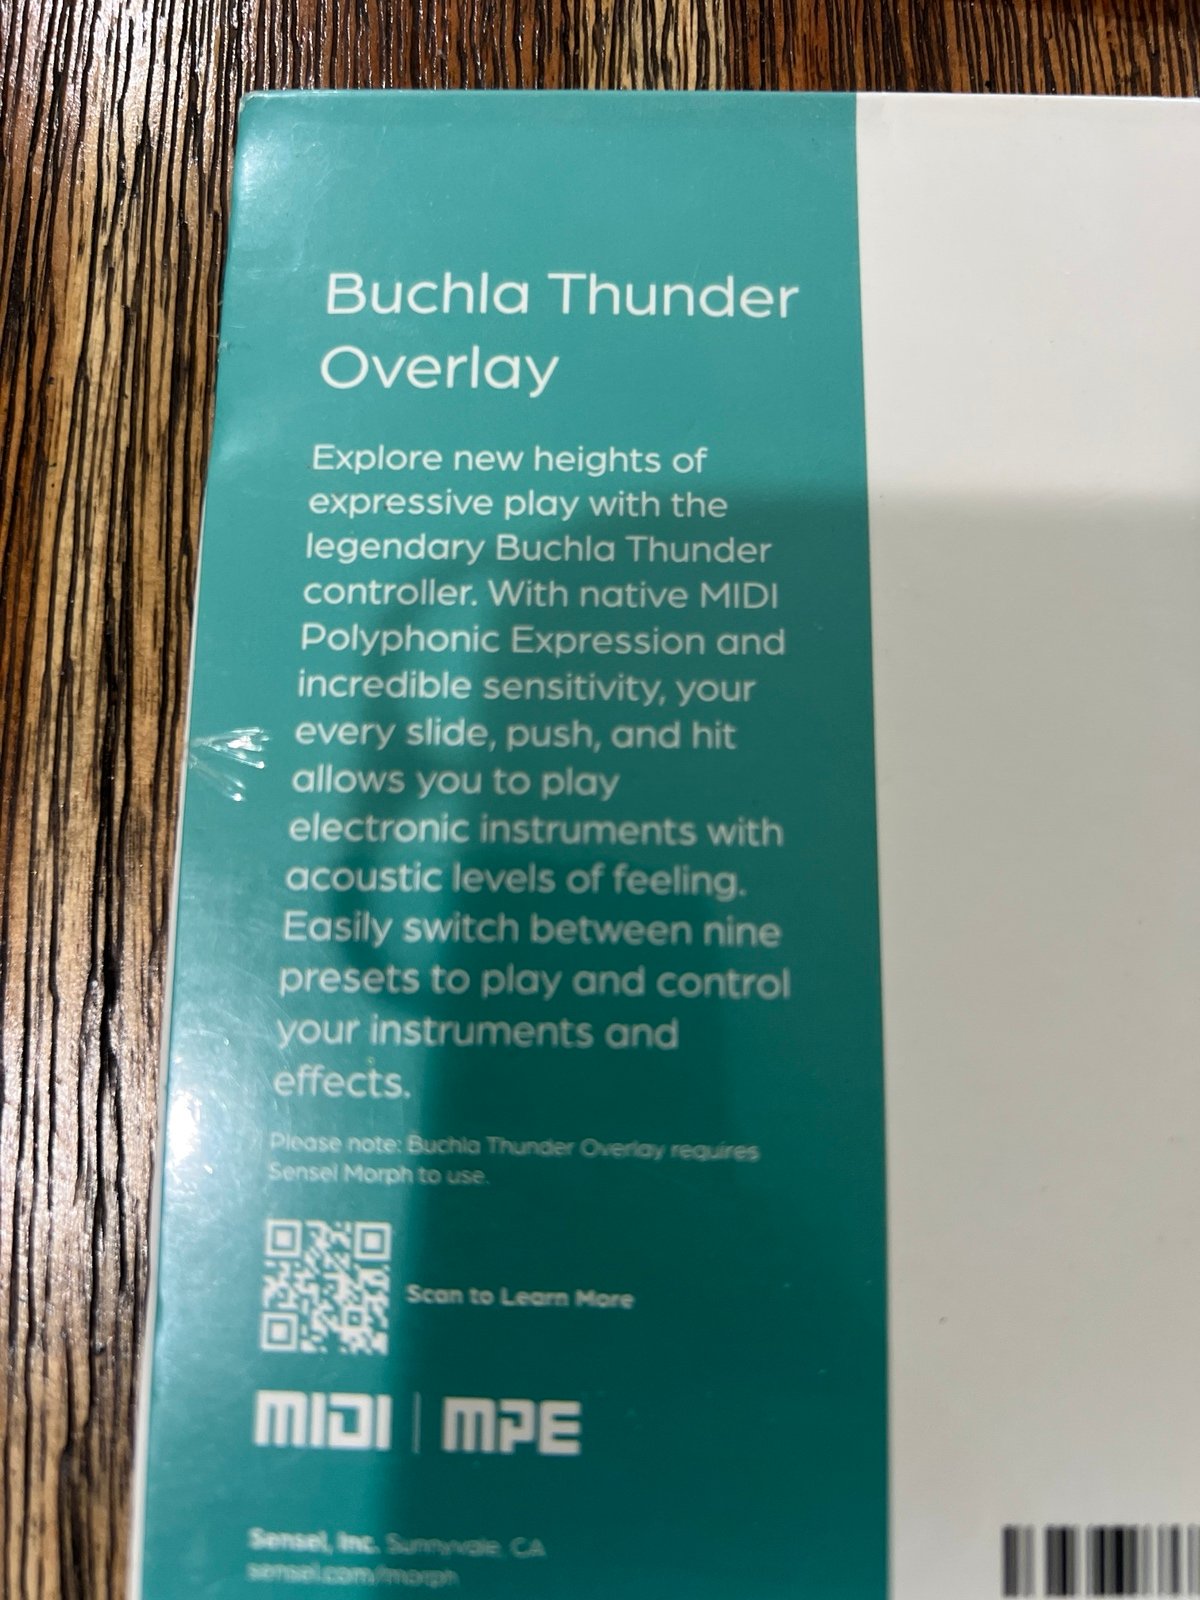 Buchla Thunder
Overlay
Explore new heights of
expressive play with the
legendary Buchla Thunder
controller. With native MIDI
Polyphonic Expression and
incredible sensitivity, your
every slide, push, and hit
allows you to play
electronic instruments with
acoustic levels of feeling.
Easily switch between nine
presets to play and control
your instruments and
effects.
Please note: Buchla Thunder Overlay requires
Sensel Morph to use.
Scan to Learn More
MIDI | MPE
Sensel, Inc. Sunnyvale, CA
sensel.com/morph